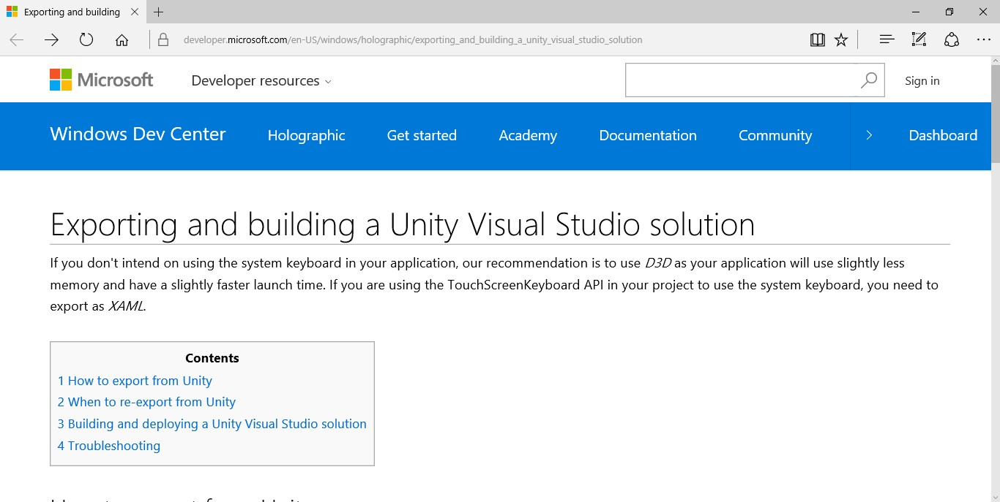 Exporting and building
developer.microsoft.com/en-US/windows/holographic/exporting_and_building_a_unity_visual_studio_solution
Microsoft
Developer resources
Sign in
Windows Dev Center
Holographic
Get started
Academy
Documentation
Community
Dashboard
Exporting and building a Unity Visual Studio solution
If you don't intend on using the system keyboard in your application, our recommendation is to use D3D as your application will use slightly less
memory and have a slightly faster launch time. If you are using the TouchScreenKeyboard API in your project to use the system keyboard, you need to
export as XAML.
Contents
1 How to export from Unity
2 When to re-export from Unity
3 Building and deploying a Unity Visual Studio solution
4 Troubleshooting